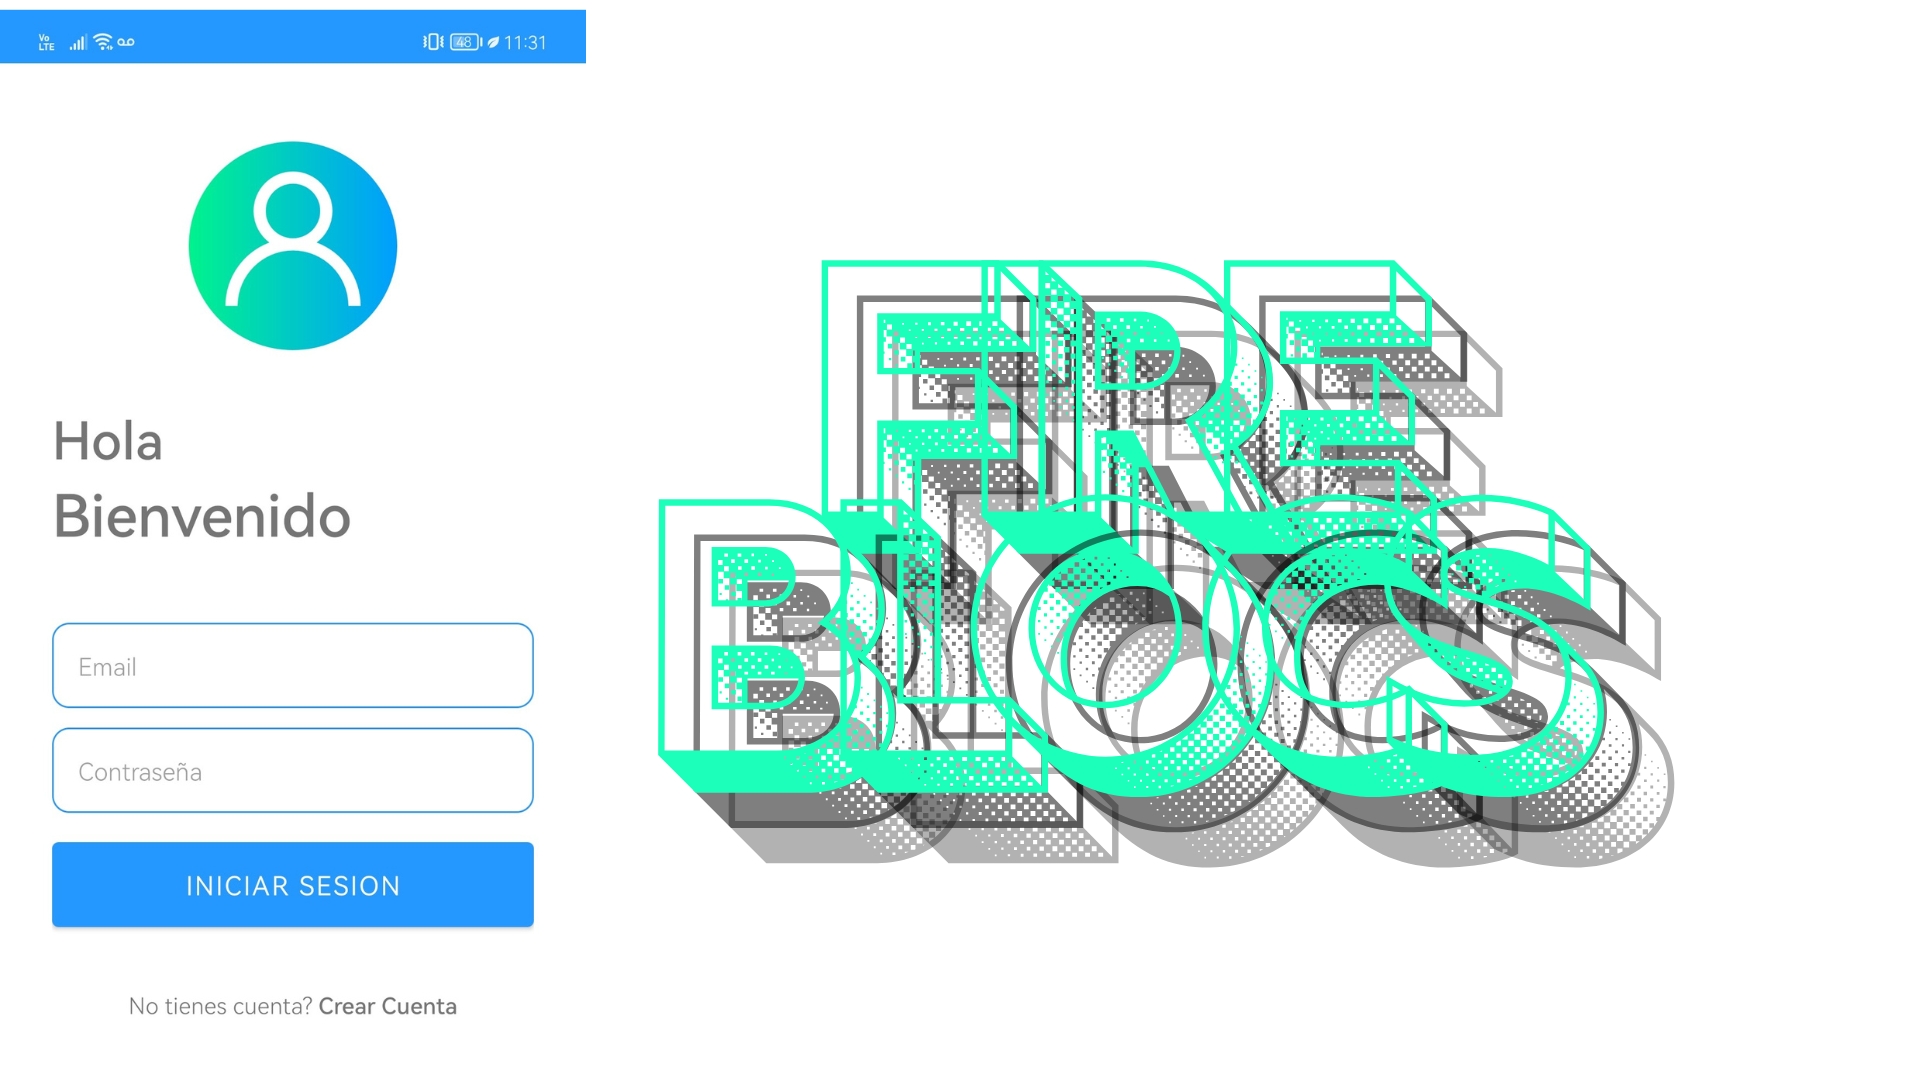 Vo
LTE
48
11:31
Hola
Bienvenido
Email
Contraseña
INICIAR SESION
No tienes cuenta? Crear Cuenta
FIRE
BLOGS